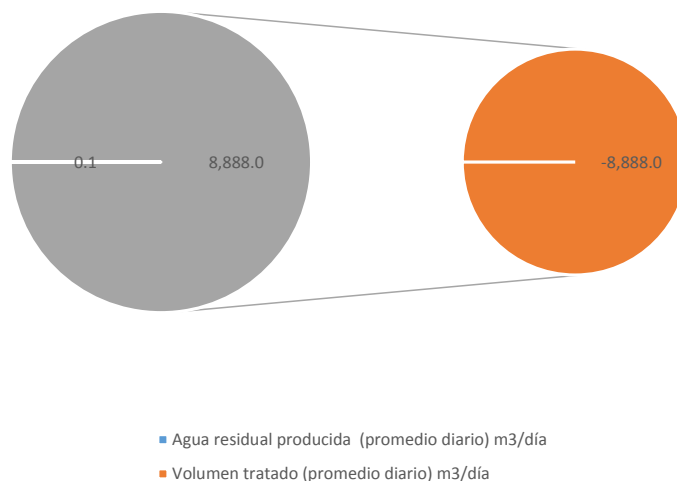 0.1
8,888.0
-8,888.0
Agua residual producida (promedio diario) m3/día
Volumen tratado (promedio diario) m3/día